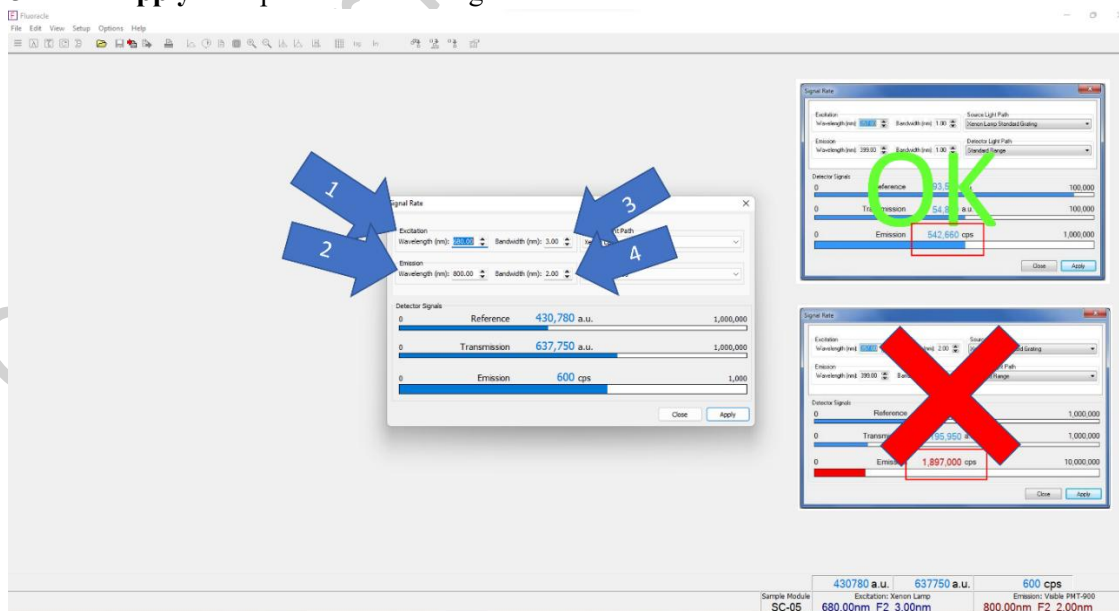 Apply
Fluoracle
File Edit View Setup Options Help
Signal Rate
Excitation
Wavelength (nm): 680.00 Bandwidth (nm): 3.00
Emission
Wavelength (nm): 800.00 Bandwidth (nm): 2.00
1
2
3
4
Detector Signals
0 Reference 430,780 a.u. 1,000,000
0 Transmission 637,750 a.u. 1,000,000
0 Emission 600 cps 1,000
Close Apply
Signal Rate
Excitation Source Light Path
Wavelength (nm) Bandwidth (nm) 1.00 Xenon Lamp Standard Grating
Emission Detector Light Path
Wavelength (nm) 399.00 Bandwidth (nm) 1.00 Standard Range
Detector Signals
0 Reference 100,000
0 100,000
0 Emission 542,660 cps 1,000,000
Close Apply
OK
Signal Rate
Excitation
Wavelength (nm) 2.00 Grating
Emission
Wavelength (nm) 399.00 Range
Detector Signals
0 1,000,000
0 1,000,000
0 1,897,000 cps 10,000,000
Close Apply
430780 a.u. 637750 a.u. 600 cps
Sample Module Excitation: Xenon Lamp Emission: Visible PMT-900
SC-05 680.00nm F2 3.00nm 800.00nm F2 2.00nm